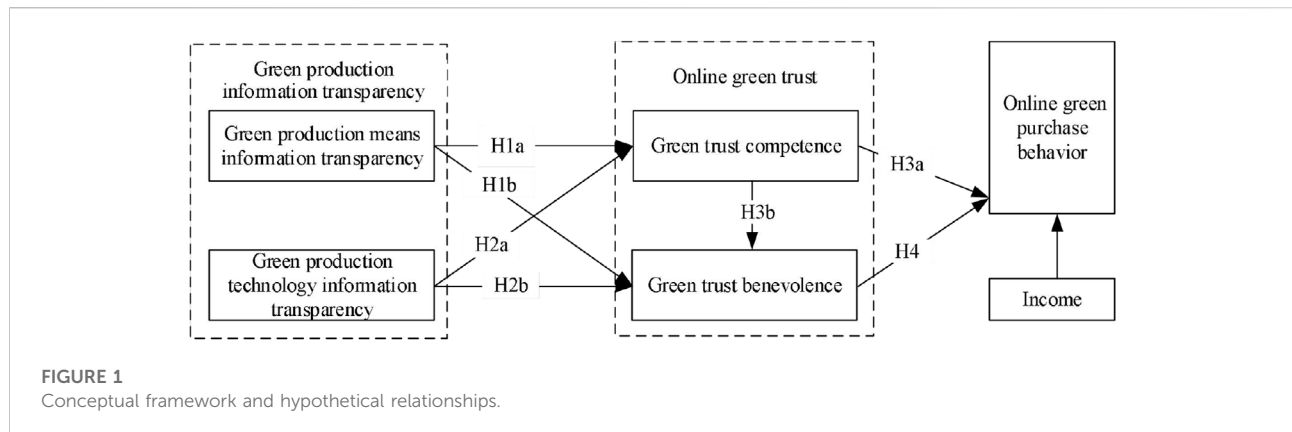 Green production
information transparency
Green production means
information transparency
Green production
technology information
transparency
H1a
H1b
H2a
H2b
Online green trust
Green trust competence
H3b
Green trust benevolence
H3a
H4
Online green
purchase
behavior
Income
FIGURE 1
Conceptual framework and hypothetical relationships.